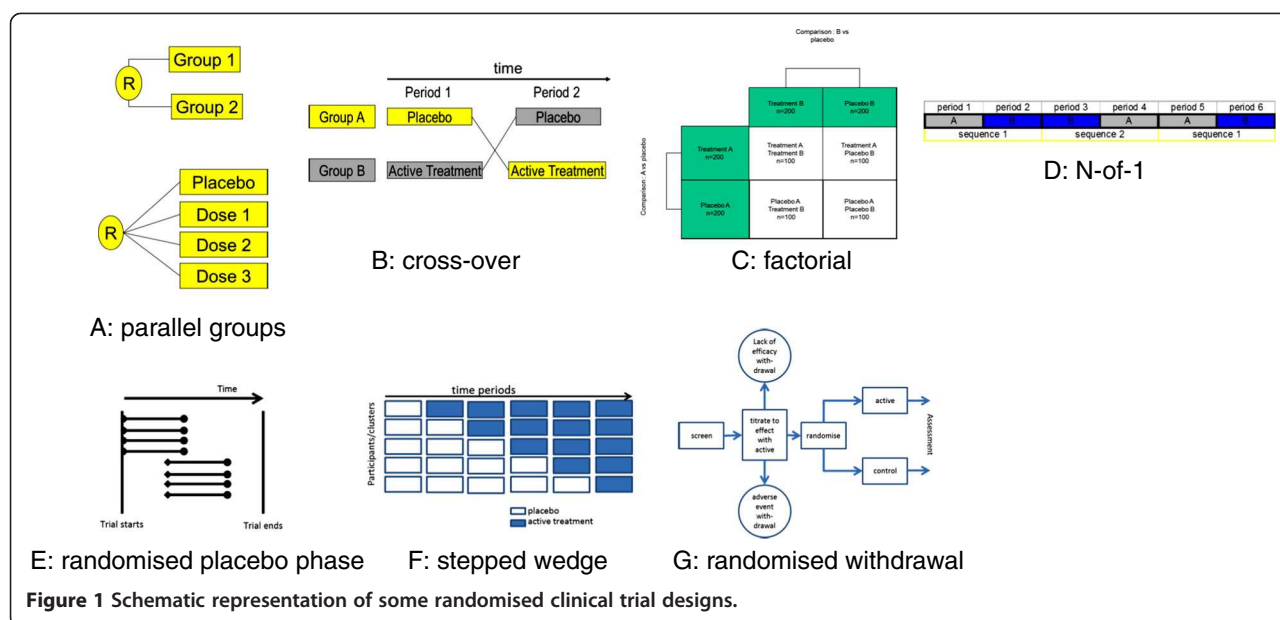 Group 1
R
Group 2
Placebo
Dose 1
R
Dose 2
Dose 3
A: parallel groups
time
Period 1 Period 2
Group A Placebo Placebo
Group B Active Treatment Active Treatment
B: cross-over
Comparison : B vs
placebo
Comparison : A vs placebo
Treatment B
n=200
Placebo B
n=200
Treatment A
n=200
Treatment A
Treatment B
n=100
Treatment A
Placebo B
n=100
Placebo A
n=200
Placebo A
Treatment B
n=100
Placebo A
Placebo B
n=100
C: factorial
period 1 period 2 period 3 period 4 period 5 period 6
A B B A A B
sequence 1 sequence 2 sequence 1
D: N-of-1
Time
Trial starts Trial ends
E: randomised placebo phase
time periods
Participants/clusters
placebo
active treatment
F: stepped wedge
Lack of
efficacy
with-
drawal
screen
titrate to
effect
with
active
randomise
active
control
Assessment
adverse
event
with-
drawal
G: randomised withdrawal
Figure 1 Schematic representation of some randomised clinical trial designs.